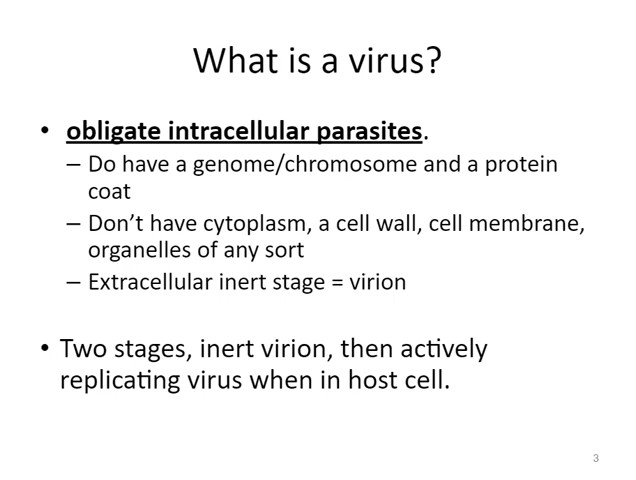 What is a virus?
• obligate intracellular parasites.
– Do have a genome/chromosome and a protein
coat
– Don’t have cytoplasm, a cell wall, cell membrane,
organelles of any sort
– Extracellular inert stage = virion
• Two stages, inert virion, then actively
replicating virus when in host cell.
3